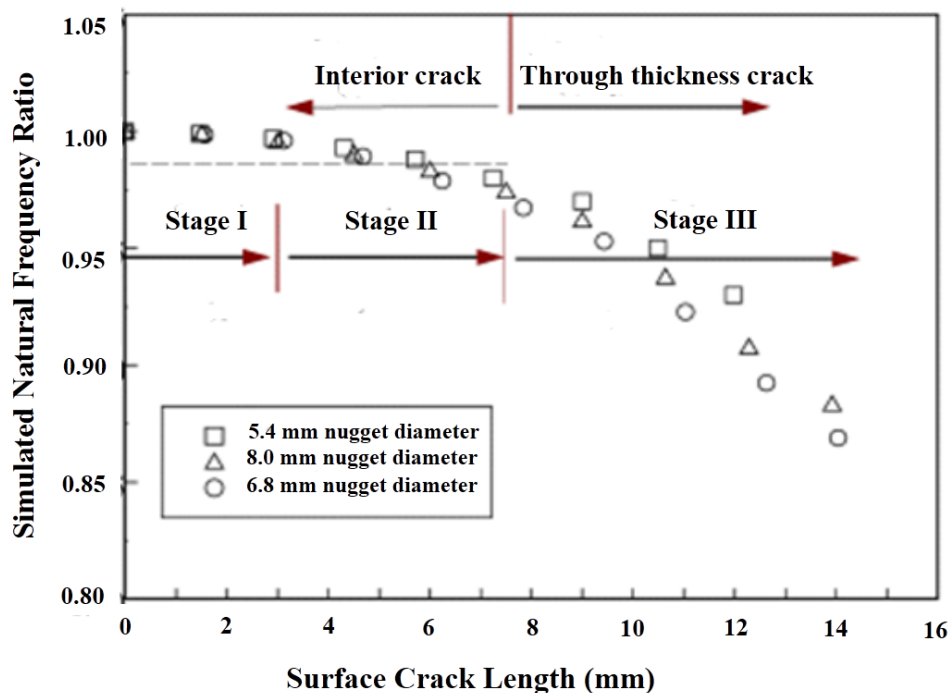 1.05
Interior crack
Through thickness crack
1.00
Stage I
Stage II
Stage III
0.95
0.90
5.4 mm nugget diameter
8.0 mm nugget diameter
6.8 mm nugget diameter
0.85
0.80
0 2 4 6 8 10 12 14 16
Surface Crack Length (mm)
Simulated Natural Frequency Ratio